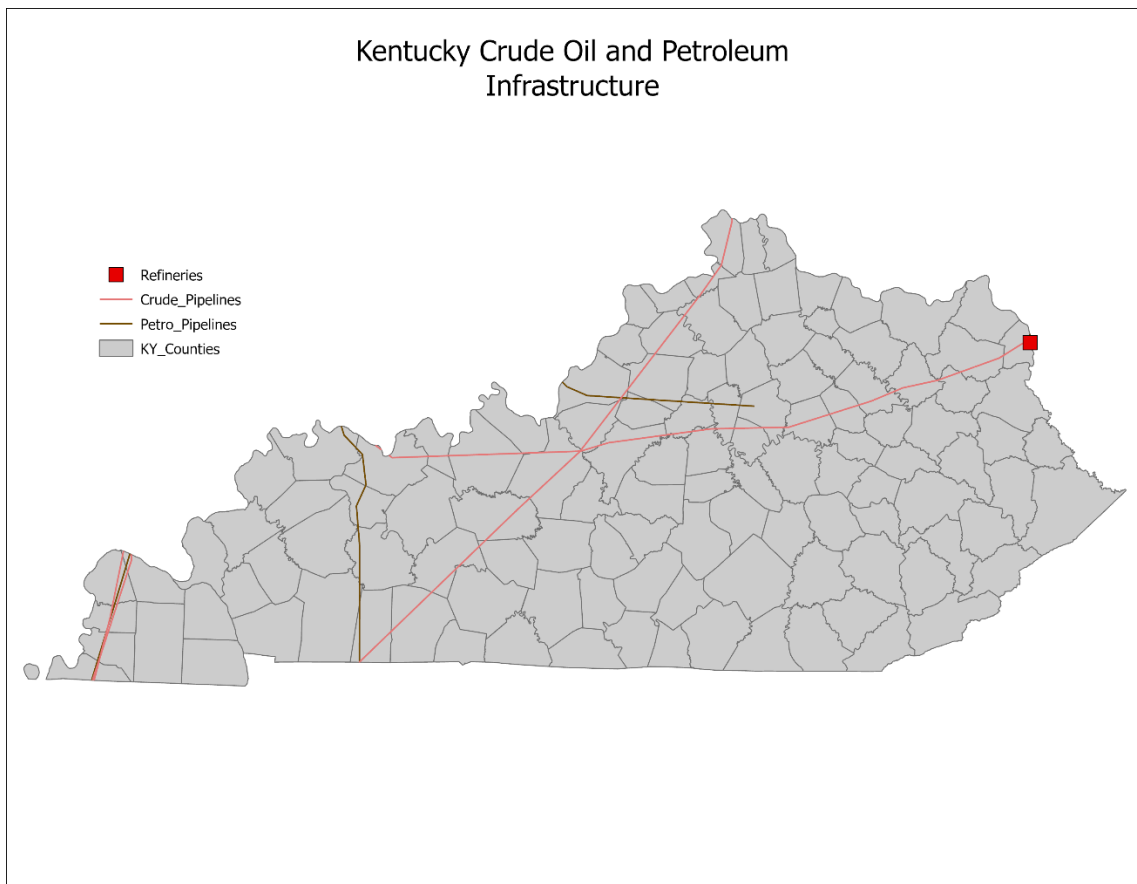 Kentucky Crude Oil and Petroleum
Infrastructure
Refineries
Crude_Pipelines
Petro_Pipelines
KY_Counties